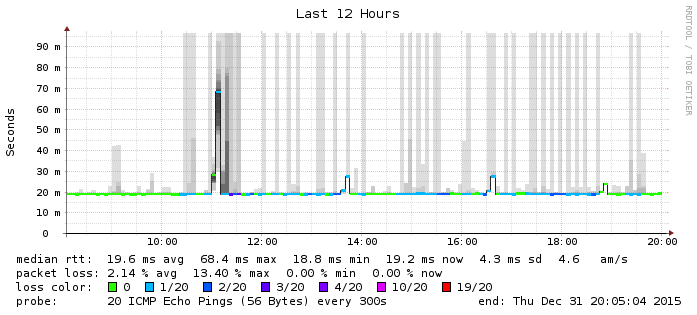 Last 12 Hours
RRDTOOL / TOBI OETIKER
Seconds
90 m
80 m
70 m
60 m
50 m
40 m
30 m
20 m
10 m
0
10:00 12:00 14:00 16:00 18:00 20:00
median rtt: 19.6 ms avg 68.4 ms max 18.8 ms min 19.2 ms now 4.3 ms sd 4.6 am/s
packet loss: 2.14 % avg 13.40 % max 0.00 % min 0.00 % now
loss color: 0 1/20 2/20 3/20 4/20 10/20 19/20
probe: 20 ICMP Echo Pings (56 Bytes) every 300s end: Thu Dec 31 20:05:04 2015